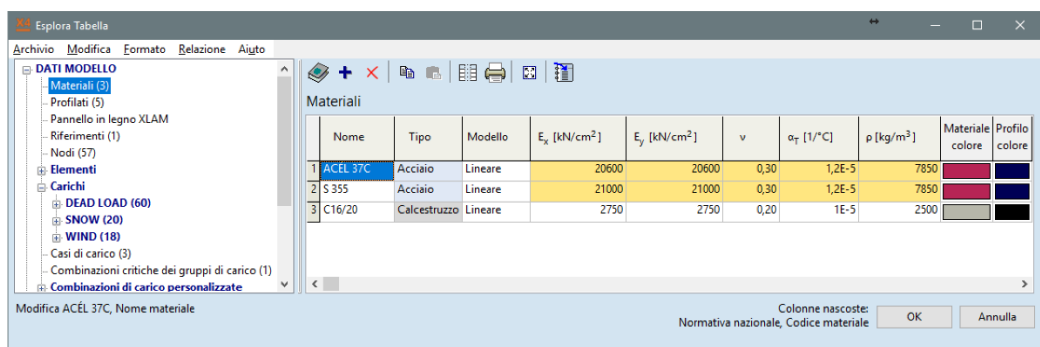 X4 Esplora Tabella
Archivio Modifica Formato Relazione Aiuto
DATI MODELLO
Materiali (3)
Profilati (5)
Pannello in legno XLAM
Riferimenti (1)
Nodi (57)
Elementi
Carichi
DEAD LOAD (60)
SNOW (20)
WIND (18)
Casi di carico (3)
Combinazioni critiche dei gruppi di carico (1)
Combinazioni di carico personalizzate
Materiali
Nome Tipo Modello Ex [kN/cm²] Ey [kN/cm²] ν αT [1/°C] ρ [kg/m³] Materiale colore Profilo colore
1 ACÉL 37C Acciaio Lineare 20600 20600 0,30 1,2E-5 7850
2 S 355 Acciaio Lineare 21000 21000 0,30 1,2E-5 7850
3 C16/20 Calcestruzzo Lineare 2750 2750 0,20 1E-5 2500
Modifica ACÉL 37C, Nome materiale
Colonne nascoste:
Normativa nazionale, Codice materiale
OK Annulla